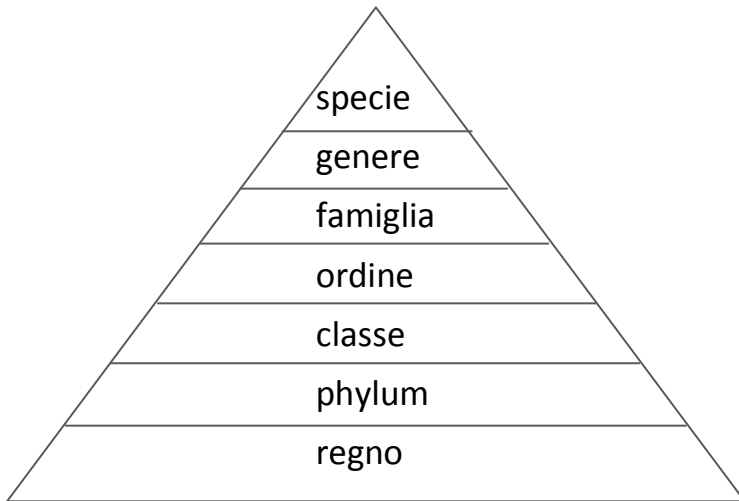 specie
genere
famiglia
ordine
classe
phylum
regno